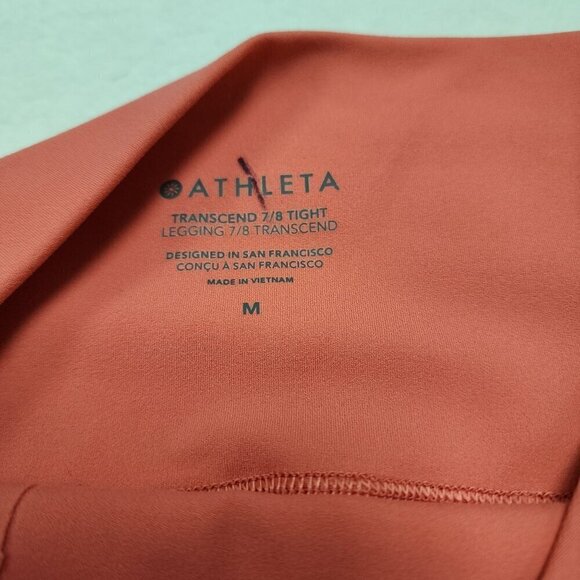 ATHLETA
TRANSCEND 7/8 TIGHT
LEGGING 7/8 TRANSCEND
DESIGNED IN SAN FRANCISCO
CONÇU À SAN FRANCISCO
MADE IN VIETNAM
M